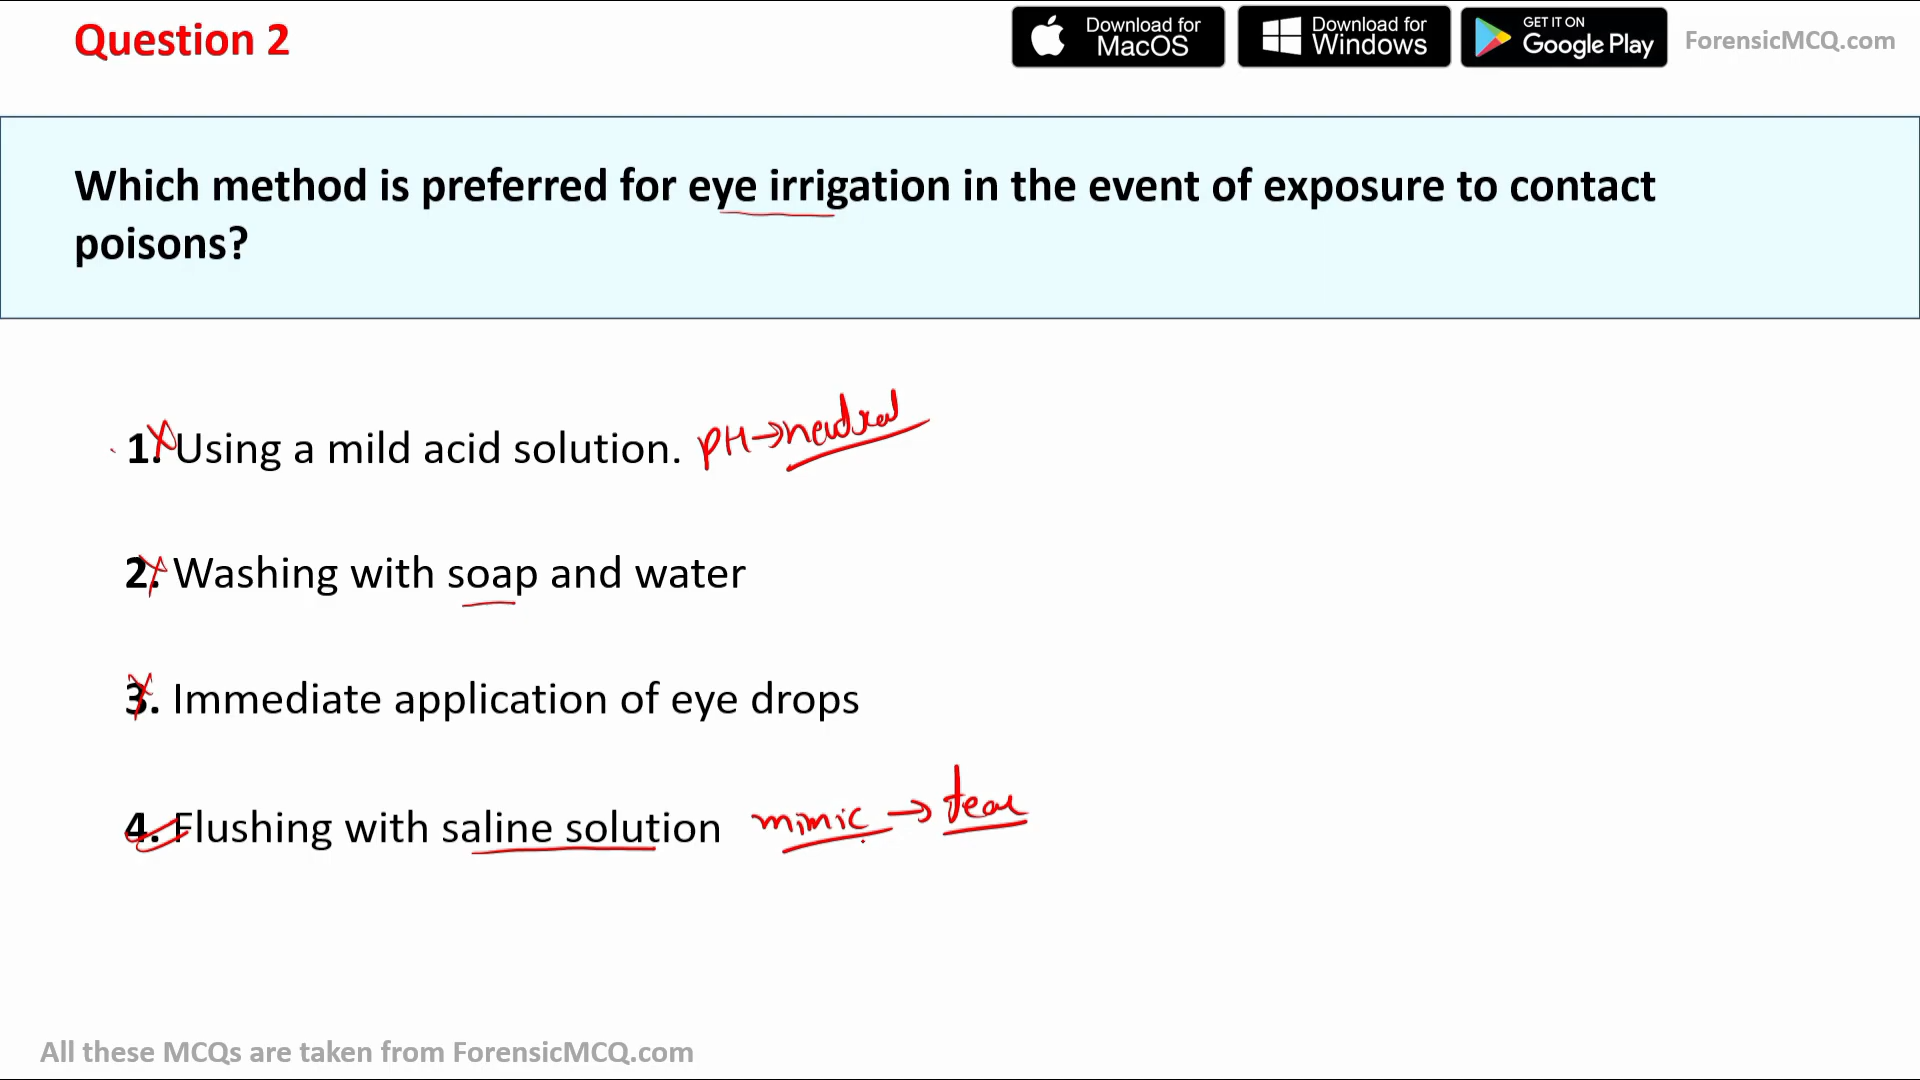 Question 2
Download for
MacOS
Download for
Windows
GET IT ON
Google Play
ForensicMCQ.com
Which method is preferred for eye irrigation in the event of exposure to contact
poisons?
1. Using a mild acid solution. pH → neutral
2. Washing with soap and water
3. Immediate application of eye drops
4. Flushing with saline solution mimic → tear
All these MCQs are taken from ForensicMCQ.com